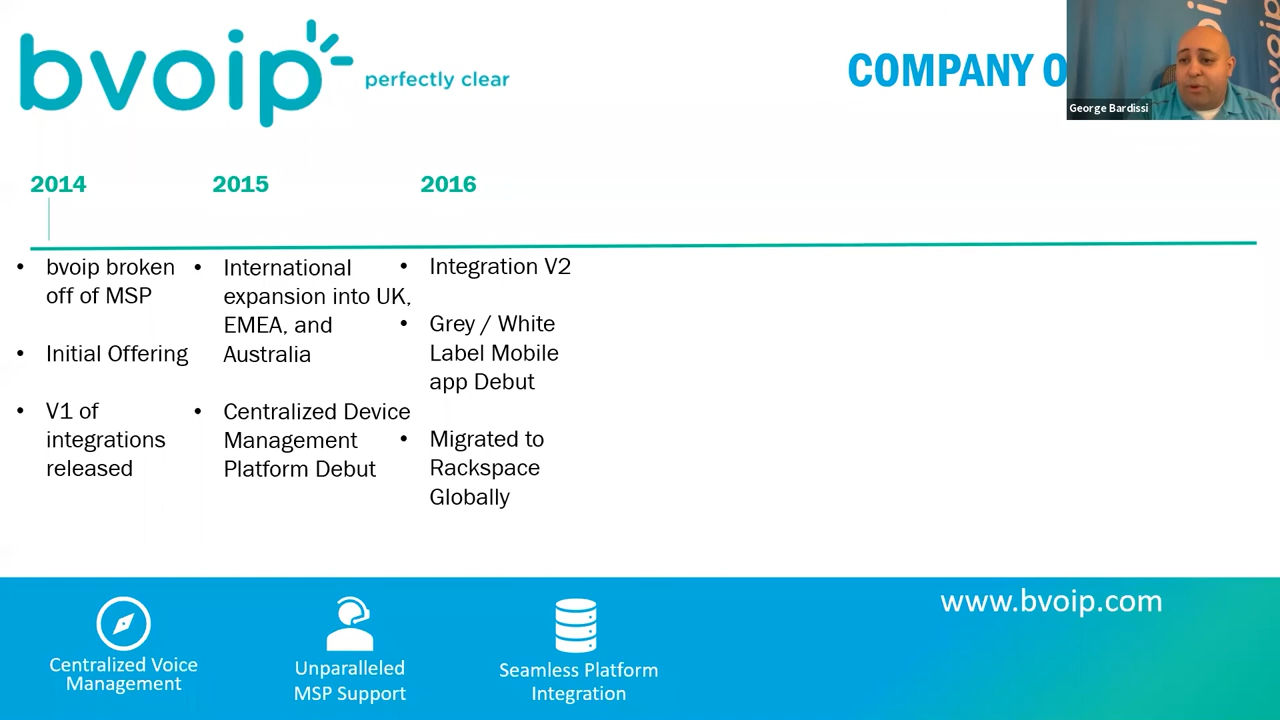 bvoip
perfectly clear
COMPANY O
George Bardissi
2014
2015
2016
• bvoip broken
off of MSP
• Initial Offering
• V1 of
integrations
released
• International
expansion into UK,
EMEA, and
Australia
• Centralized Device
Management
Platform Debut
• Integration V2
• Grey / White
Label Mobile
app Debut
• Migrated to
Rackspace
Globally
www.bvoip.com
Centralized Voice
Management
Unparalleled
MSP Support
Seamless Platform
Integration